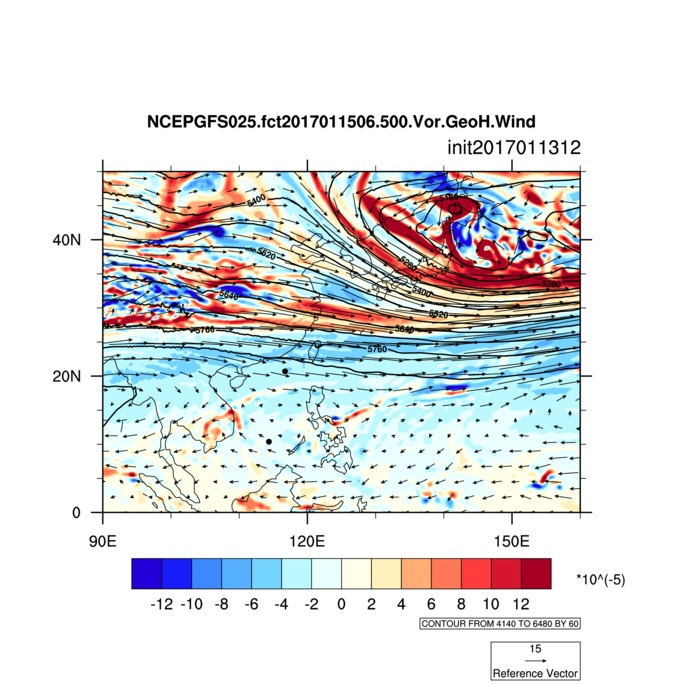 NCEPGFS025.fct2017011506.500.Vor.GeoH.Wind
init2017011312
5160
5400
40N
5520
5280
5280
5640
5400
5520
5760
5640
5760
20N
0
90E 120E 150E
-12 -10 -8 -6 -4 -2 0 2 4 6 8 10 12
*10^(-5)
CONTOUR FROM 4140 TO 6480 BY 60
15
Reference Vector